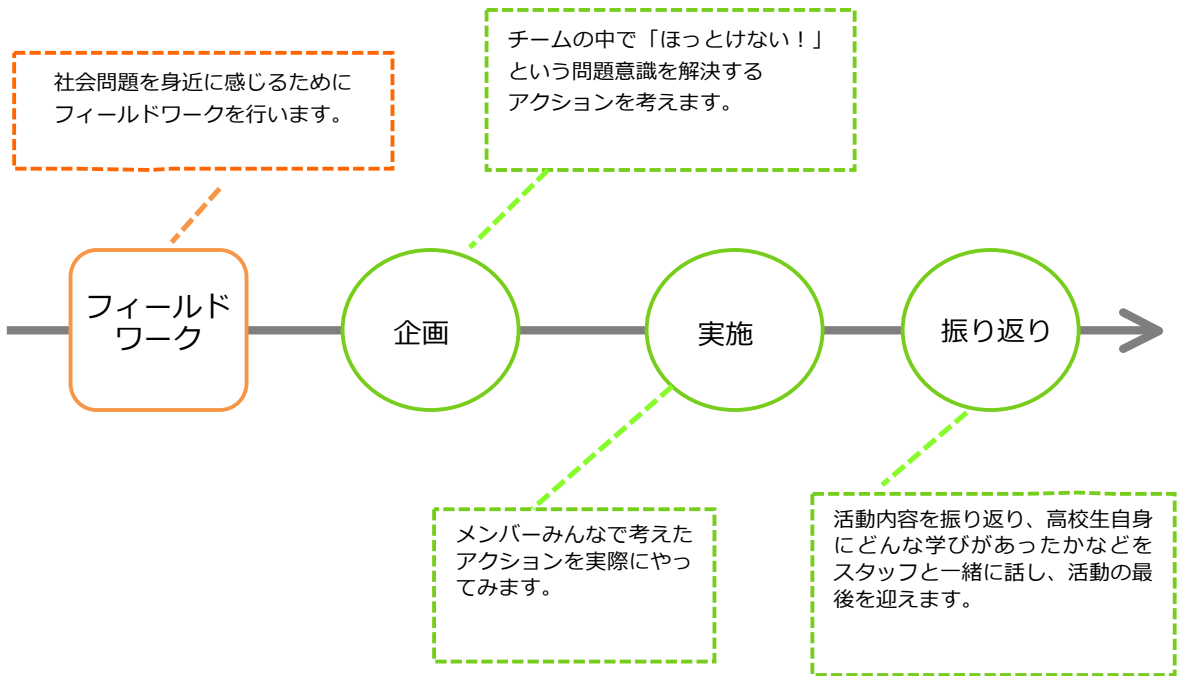 社会問題を身近に感じるために
フィールドワークを行います。
チームの中で「ほっとけない！」
という問題意識を解決する
アクションを考えます。
フィールド
ワーク
企画
実施
振り返り
メンバーみんなで考えた
アクションを実際にやっ
てみます。
活動内容を振り返り、高校生自身
にどんな学びがあったかなどを
スタッフと一緒に話し、活動の最
後を迎えます。